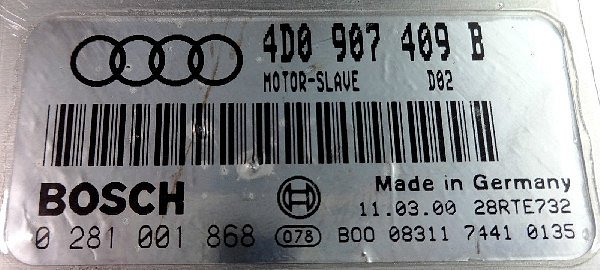 4D0 907 409 B
MOTOR-SLAVE D02
BOSCH
Made in Germany
11.03.00 28RTE732
0 281 001 868 078 B00 08311 7441 0135